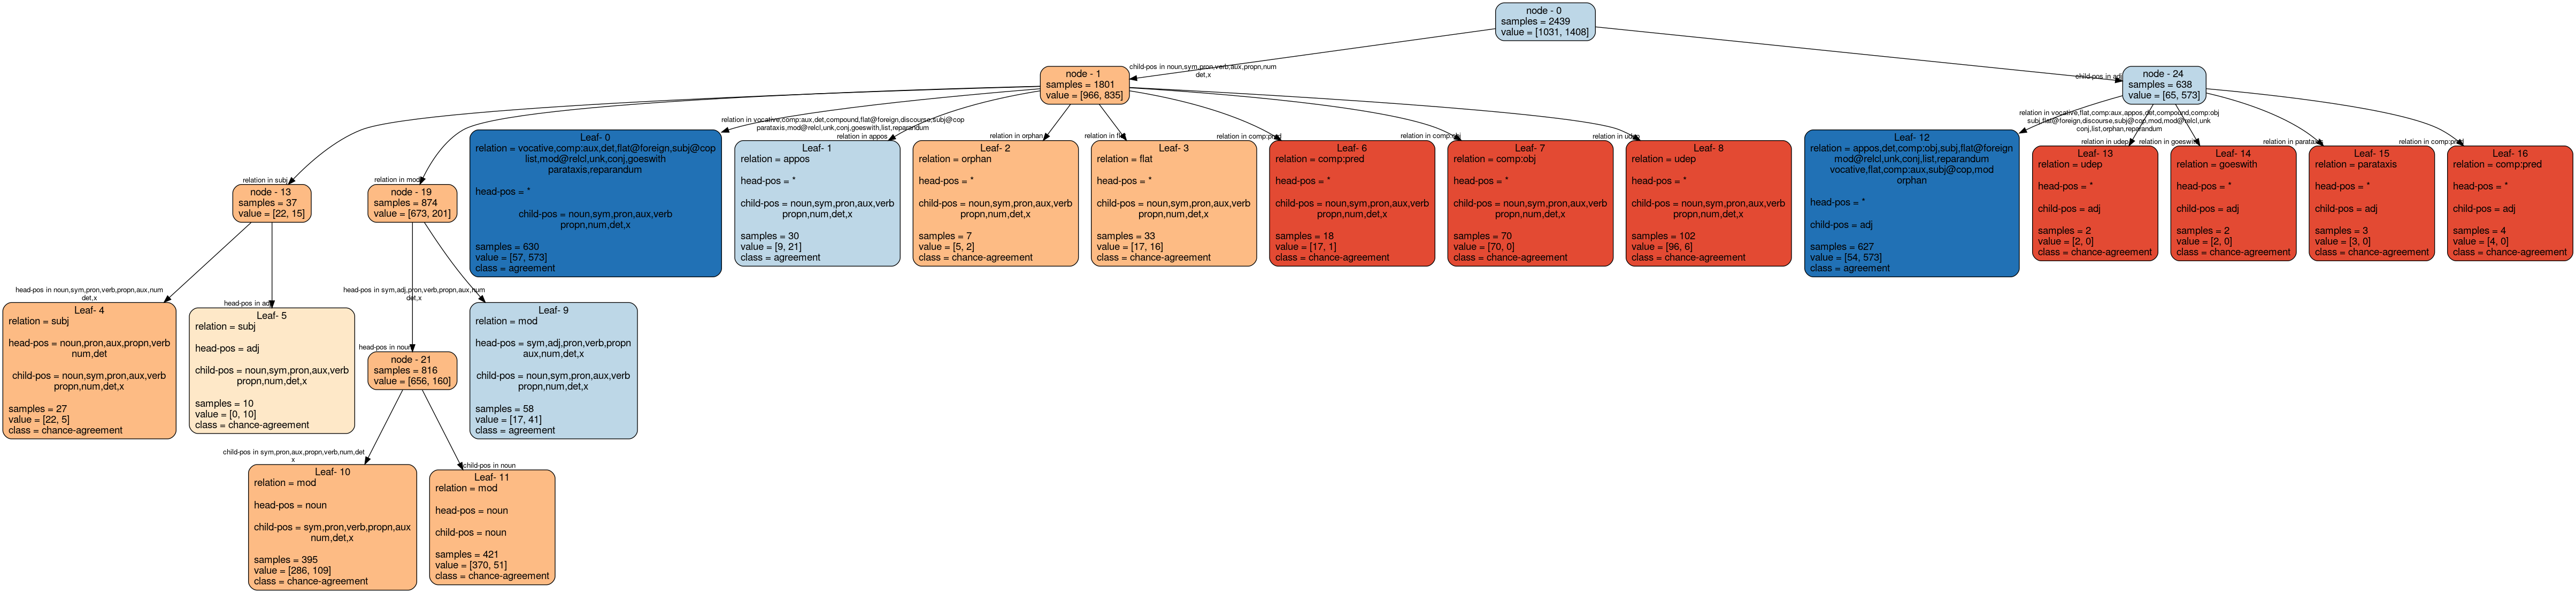 node - 0
samples = 2439
value = [1031, 1408]
child-pos in noun,sym,pron,verb,aux,propn,num
det,x
node - 1
samples = 1801
value = [966, 835]
child-pos in adj
node - 24
samples = 638
value = [65, 573]
relation in subj
node - 13
samples = 37
value = [22, 15]
relation in mod
node - 19
samples = 874
value = [673, 201]
relation in vocative,comp:aux,det,compound,flat@foreign,discourse,subj@cop
parataxis,mod@relcl,unk,conj,goeswith,list,reparandum
Leaf- 0
relation = vocative,comp:aux,det,flat@foreign,subj@cop
list,mod@relcl,unk,conj,goeswith
parataxis,reparandum
head-pos = *
child-pos = noun,sym,pron,aux,verb
propn,num,det,x
samples = 630
value = [57, 573]
class = agreement
relation in appos
Leaf- 1
relation = appos
head-pos = *
child-pos = noun,sym,pron,aux,verb
propn,num,det,x
samples = 30
value = [9, 21]
class = agreement
relation in orphan
Leaf- 2
relation = orphan
head-pos = *
child-pos = noun,sym,pron,aux,verb
propn,num,det,x
samples = 7
value = [5, 2]
class = chance-agreement
relation in flat
Leaf- 3
relation = flat
head-pos = *
child-pos = noun,sym,pron,aux,verb
propn,num,det,x
samples = 33
value = [17, 16]
class = chance-agreement
relation in comp:pred
Leaf- 6
relation = comp:pred
head-pos = *
child-pos = noun,sym,pron,aux,verb
propn,num,det,x
samples = 18
value = [17, 1]
class = chance-agreement
relation in comp:obj
Leaf- 7
relation = comp:obj
head-pos = *
child-pos = noun,sym,pron,aux,verb
propn,num,det,x
samples = 70
value = [70, 0]
class = chance-agreement
relation in udep
Leaf- 8
relation = udep
head-pos = *
child-pos = noun,sym,pron,aux,verb
propn,num,det,x
samples = 102
value = [96, 6]
class = chance-agreement
relation in vocative,flat,comp:aux,appos,det,compound,comp:obj
subj,flat@foreign,discourse,subj@cop,mod,mod@relcl,unk
conj,list,orphan,reparandum
Leaf- 12
relation = appos,det,comp:obj,subj,flat@foreign
mod@relcl,unk,conj,list,reparandum
vocative,flat,comp:aux,subj@cop,mod
orphan
head-pos = *
child-pos = adj
samples = 627
value = [54, 573]
class = agreement
relation in udep
Leaf- 13
relation = udep
head-pos = *
child-pos = adj
samples = 2
value = [2, 0]
class = chance-agreement
relation in goeswith
Leaf- 14
relation = goeswith
head-pos = *
child-pos = adj
samples = 2
value = [2, 0]
class = chance-agreement
relation in parataxis
Leaf- 15
relation = parataxis
head-pos = *
child-pos = adj
samples = 3
value = [3, 0]
class = chance-agreement
relation in comp:pred
Leaf- 16
relation = comp:pred
head-pos = *
child-pos = adj
samples = 4
value = [4, 0]
class = chance-agreement
head-pos in noun,sym,pron,verb,propn,aux,num
det,x
Leaf- 4
relation = subj
head-pos = noun,pron,aux,propn,verb
num,det
child-pos = noun,sym,pron,aux,verb
propn,num,det,x
samples = 27
value = [22, 5]
class = chance-agreement
head-pos in adj
Leaf- 5
relation = subj
head-pos = adj
child-pos = noun,sym,pron,aux,verb
propn,num,det,x
samples = 10
value = [0, 10]
class = chance-agreement
head-pos in noun
node - 21
samples = 816
value = [656, 160]
head-pos in sym,adj,pron,verb,propn,aux,num
det,x
Leaf- 9
relation = mod
head-pos = sym,adj,pron,verb,propn
aux,num,det,x
child-pos = noun,sym,pron,aux,verb
propn,num,det,x
samples = 58
value = [17, 41]
class = agreement
child-pos in sym,pron,aux,propn,verb,num,det
x
Leaf- 10
relation = mod
head-pos = noun
child-pos = sym,pron,verb,propn,aux
num,det,x
samples = 395
value = [286, 109]
class = chance-agreement
child-pos in noun
Leaf- 11
relation = mod
head-pos = noun
child-pos = noun
samples = 421
value = [370, 51]
class = chance-agreement